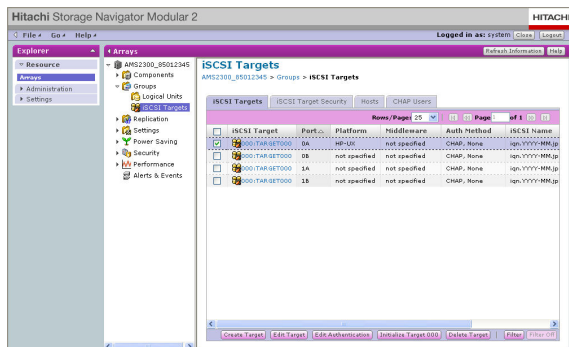 Hitachi Storage Navigator Modular 2
HITACHI
File Go Help
Logged in as: system Close Logout
Explorer
Arrays
Refresh Information Help
Resource
Arrays
Administration
Settings
AMS2300_85012345
Components
Groups
Logical Units
iSCSI Targets
Replication
Settings
Power Saving
Security
Performance
Alerts & Events
iSCSI Targets
AMS2300_85012345 > Groups > iSCSI Targets
iSCSI Targets iSCSI Target Security Hosts CHAP Users
Rows/Page: 25 Page 1 of 1
iSCSI Target Port Platform Middleware Auth Method iSCSI Name
000:TARGET000 0A HP-UX not specified CHAP, None iqn.YYYY-MM.jp
000:TARGET000 0B not specified not specified CHAP, None iqn.YYYY-MM.jp
000:TARGET000 1A not specified not specified CHAP, None iqn.YYYY-MM.jp
000:TARGET000 1B not specified not specified CHAP, None iqn.YYYY-MM.jp
Create Target Edit Target Edit Authentication Initialize Target 000 Delete Target | Filter Filter Off